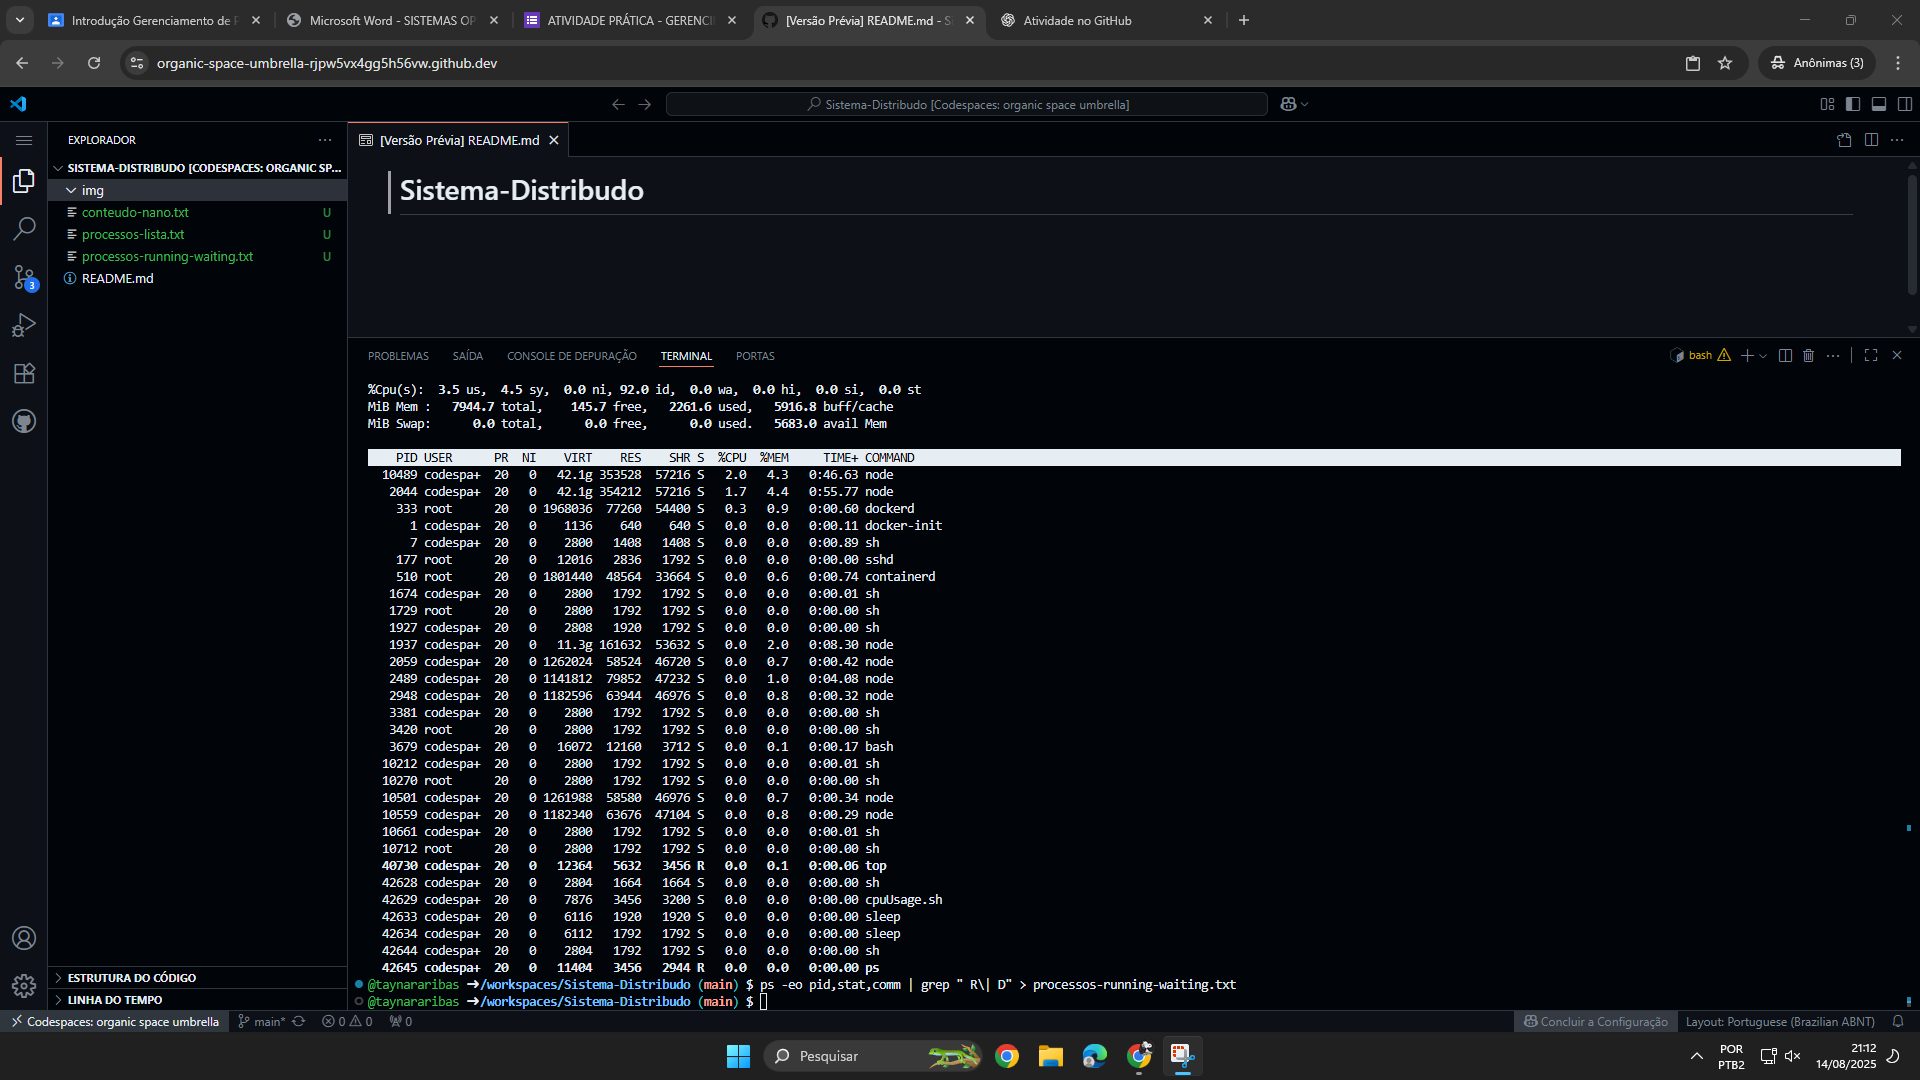 Introdução Gerenciamento de P
Microsoft Word - SISTEMAS OP
ATIVIDADE PRÁTICA - GERENCI
[Versão Prévia] README.md - S
Atividade no GitHub
organic-space-umbrella-rjpw5vx4gg5h56vw.github.dev
Anônimas (3)
Sistema-Distribudo [Codespaces: organic space umbrella]
EXPLORADOR
[Versão Prévia] README.md
SISTEMA-DISTRIBUDO [CODESPACES: ORGANIC SP...
img
conteudo-nano.txt U
processos-lista.txt U
processos-running-waiting.txt U
README.md
3
Sistema-Distribudo
PROBLEMAS SAÍDA CONSOLE DE DEPURAÇÃO TERMINAL PORTAS
bash
%Cpu(s): 3.5 us, 4.5 sy, 0.0 ni, 92.0 id, 0.0 wa, 0.0 hi, 0.0 si, 0.0 st
MiB Mem : 7944.7 total, 145.7 free, 2261.6 used, 5916.8 buff/cache
MiB Swap: 0.0 total, 0.0 free, 0.0 used. 5683.0 avail Mem
PID USER PR NI VIRT RES SHR S %CPU %MEM TIME+ COMMAND
10489 codespa+ 20 0 42.1g 353528 57216 S 2.0 4.3 0:46.63 node
2044 codespa+ 20 0 42.1g 354212 57216 S 1.7 4.4 0:55.77 node
333 root 20 0 1968036 77260 54400 S 0.3 0.9 0:00.60 dockerd
1 codespa+ 20 0 1136 640 640 S 0.0 0.0 0:00.11 docker-init
7 codespa+ 20 0 2800 1408 1408 S 0.0 0.0 0:00.89 sh
177 root 20 0 12016 2836 1792 S 0.0 0.0 0:00.00 sshd
510 root 20 0 1801440 48564 33664 S 0.0 0.6 0:00.74 containerd
1674 codespa+ 20 0 2800 1792 1792 S 0.0 0.0 0:00.01 sh
1729 root 20 0 2800 1792 1792 S 0.0 0.0 0:00.00 sh
1927 codespa+ 20 0 2808 1920 1792 S 0.0 0.0 0:00.00 sh
1937 codespa+ 20 0 11.3g 161632 53632 S 0.0 2.0 0:08.30 node
2059 codespa+ 20 0 1262024 58524 46720 S 0.0 0.7 0:00.42 node
2489 codespa+ 20 0 1141812 79852 47232 S 0.0 1.0 0:04.08 node
2948 codespa+ 20 0 1182596 63944 46976 S 0.0 0.8 0:00.32 node
3381 codespa+ 20 0 2800 1792 1792 S 0.0 0.0 0:00.00 sh
3420 root 20 0 2800 1792 1792 S 0.0 0.0 0:00.00 sh
3679 codespa+ 20 0 16072 12160 3712 S 0.0 0.1 0:00.17 bash
10212 codespa+ 20 0 2800 1792 1792 S 0.0 0.0 0:00.01 sh
10270 root 20 0 2800 1792 1792 S 0.0 0.0 0:00.00 sh
10501 codespa+ 20 0 1261988 58580 46976 S 0.0 0.7 0:00.34 node
10559 codespa+ 20 0 1182340 63676 47104 S 0.0 0.8 0:00.29 node
10661 codespa+ 20 0 2800 1792 1792 S 0.0 0.0 0:00.01 sh
10712 root 20 0 2800 1792 1792 S 0.0 0.0 0:00.00 sh
40730 codespa+ 20 0 12364 5632 3456 R 0.0 0.1 0:00.06 top
42628 codespa+ 20 0 2804 1664 1664 S 0.0 0.0 0:00.00 sh
42629 codespa+ 20 0 7876 3456 3200 S 0.0 0.0 0:00.00 cpuUsage.sh
42633 codespa+ 20 0 6116 1920 1920 S 0.0 0.0 0:00.00 sleep
42634 codespa+ 20 0 6112 1792 1792 S 0.0 0.0 0:00.00 sleep
42644 codespa+ 20 0 2804 1792 1792 S 0.0 0.0 0:00.00 sh
42645 codespa+ 20 0 11404 3456 2944 R 0.0 0.0 0:00.00 ps
@taynararibas ➜/workspaces/Sistema-Distribudo (main) $ ps -eo pid,stat,comm | grep " R\| D" > processos-running-waiting.txt
@taynararibas ➜/workspaces/Sistema-Distribudo (main) $
ESTRUTURA DO CÓDIGO
LINHA DO TEMPO
Codespaces: organic space umbrella main* 0 0 0 Concluir a Configuração Layout: Portuguese (Brazilian ABNT)
Pesquisar
POR
PTB2
21:12
14/08/2025